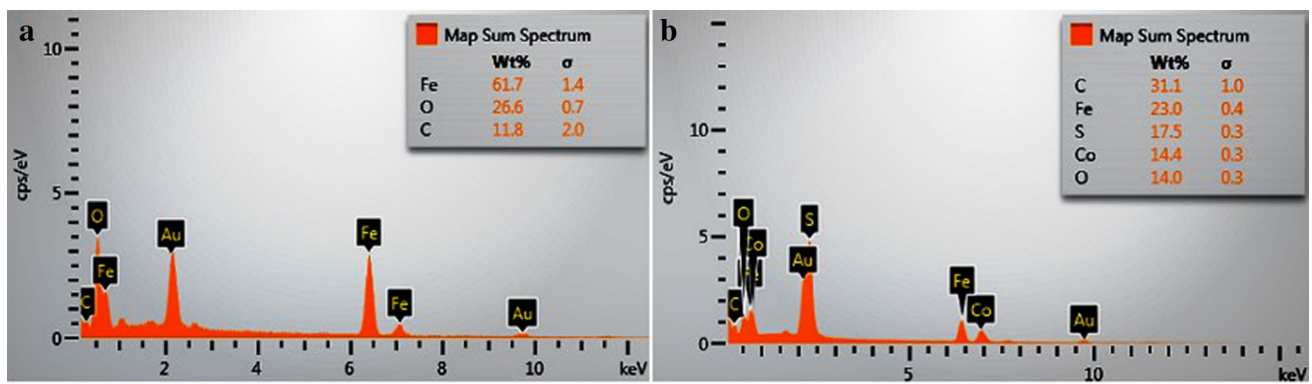 a
Map Sum Spectrum
Wt% σ
Fe 61.7 1.4
O 26.6 0.7
C 11.8 2.0
10
5
0
cps/eV
O
Au
Fe
Fe
Fe
C
Au
2 4 6 8 10 keV
b
Map Sum Spectrum
Wt% σ
C 31.1 1.0
Fe 23.0 0.4
S 17.5 0.3
Co 14.4 0.3
O 14.0 0.3
10
5
0
cps/eV
O
S
Co
Au
Fe
Co
C
Au
5 10 keV